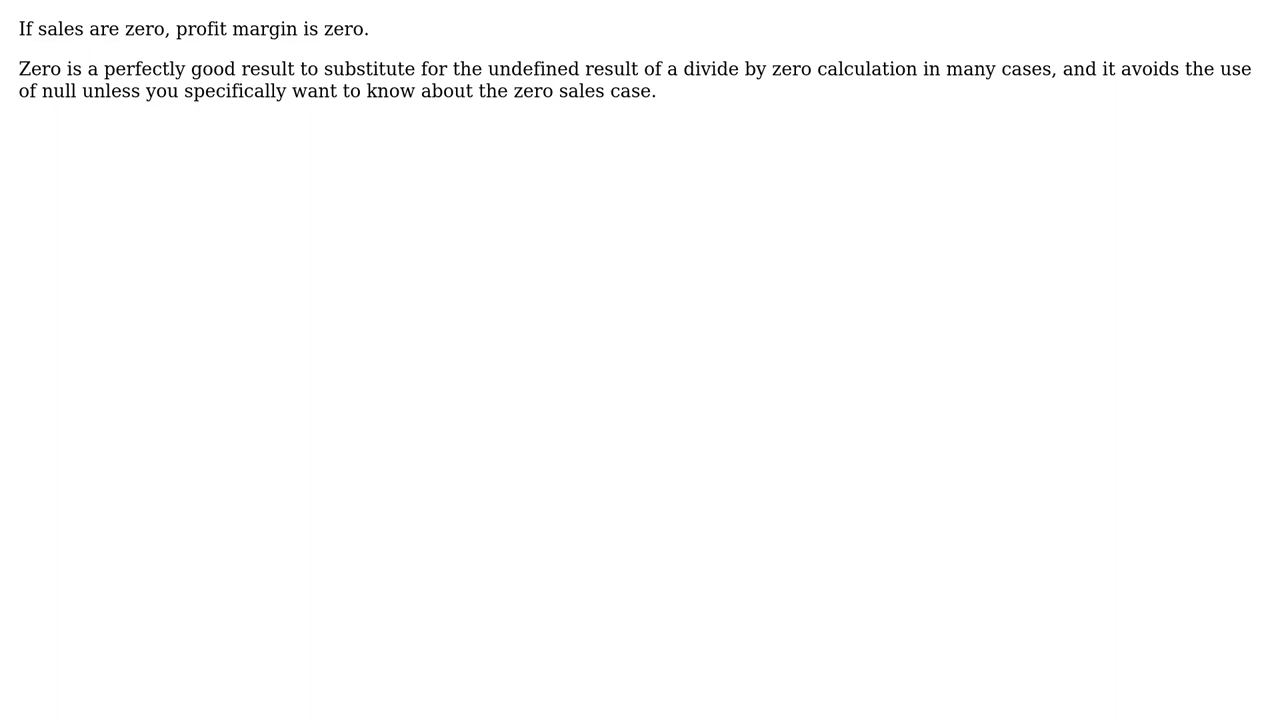 If sales are zero, profit margin is zero.
Zero is a perfectly good result to substitute for the undefined result of a divide by zero calculation in many cases, and it avoids the use
of null unless you specifically want to know about the zero sales case.